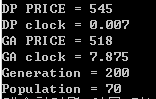 DP PRICE = 545
DP clock = 0.007
GA PRICE = 518
GA clock = 7.875
Generation = 200
Population = 70